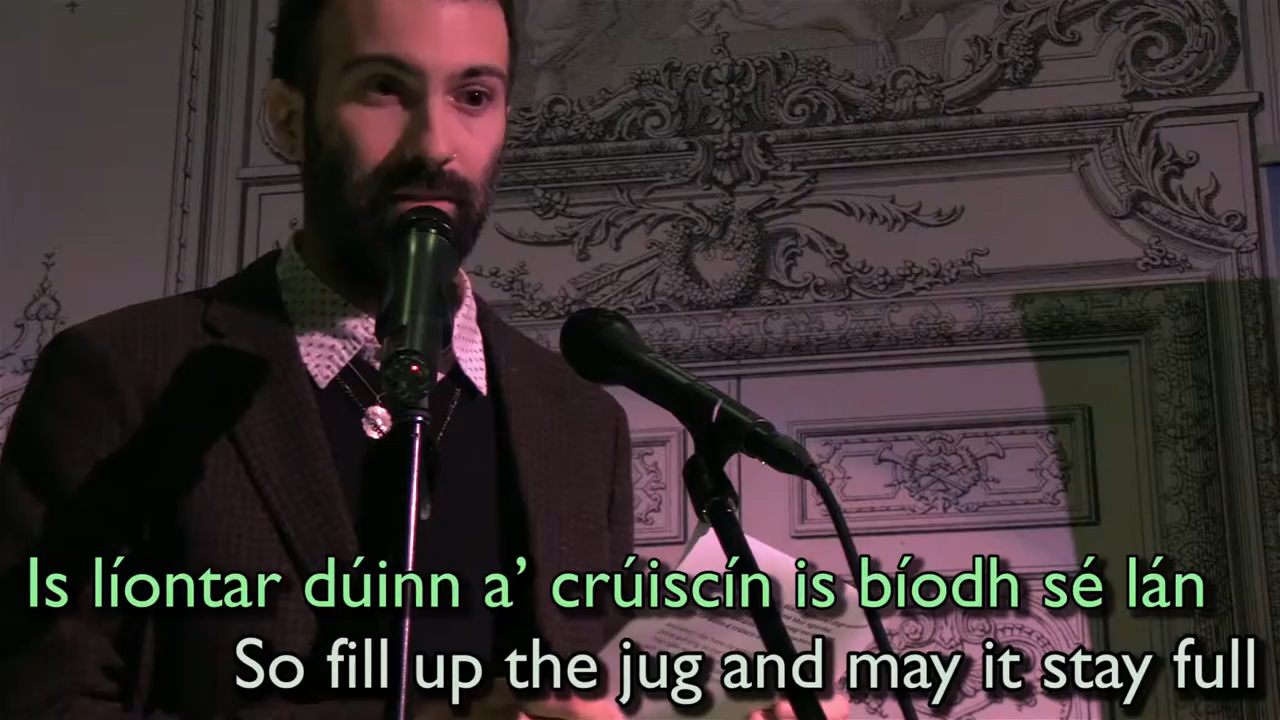 Is líontar dúinn a’ crúiscín is bíodh sé lán
So fill up the jug and may it stay full